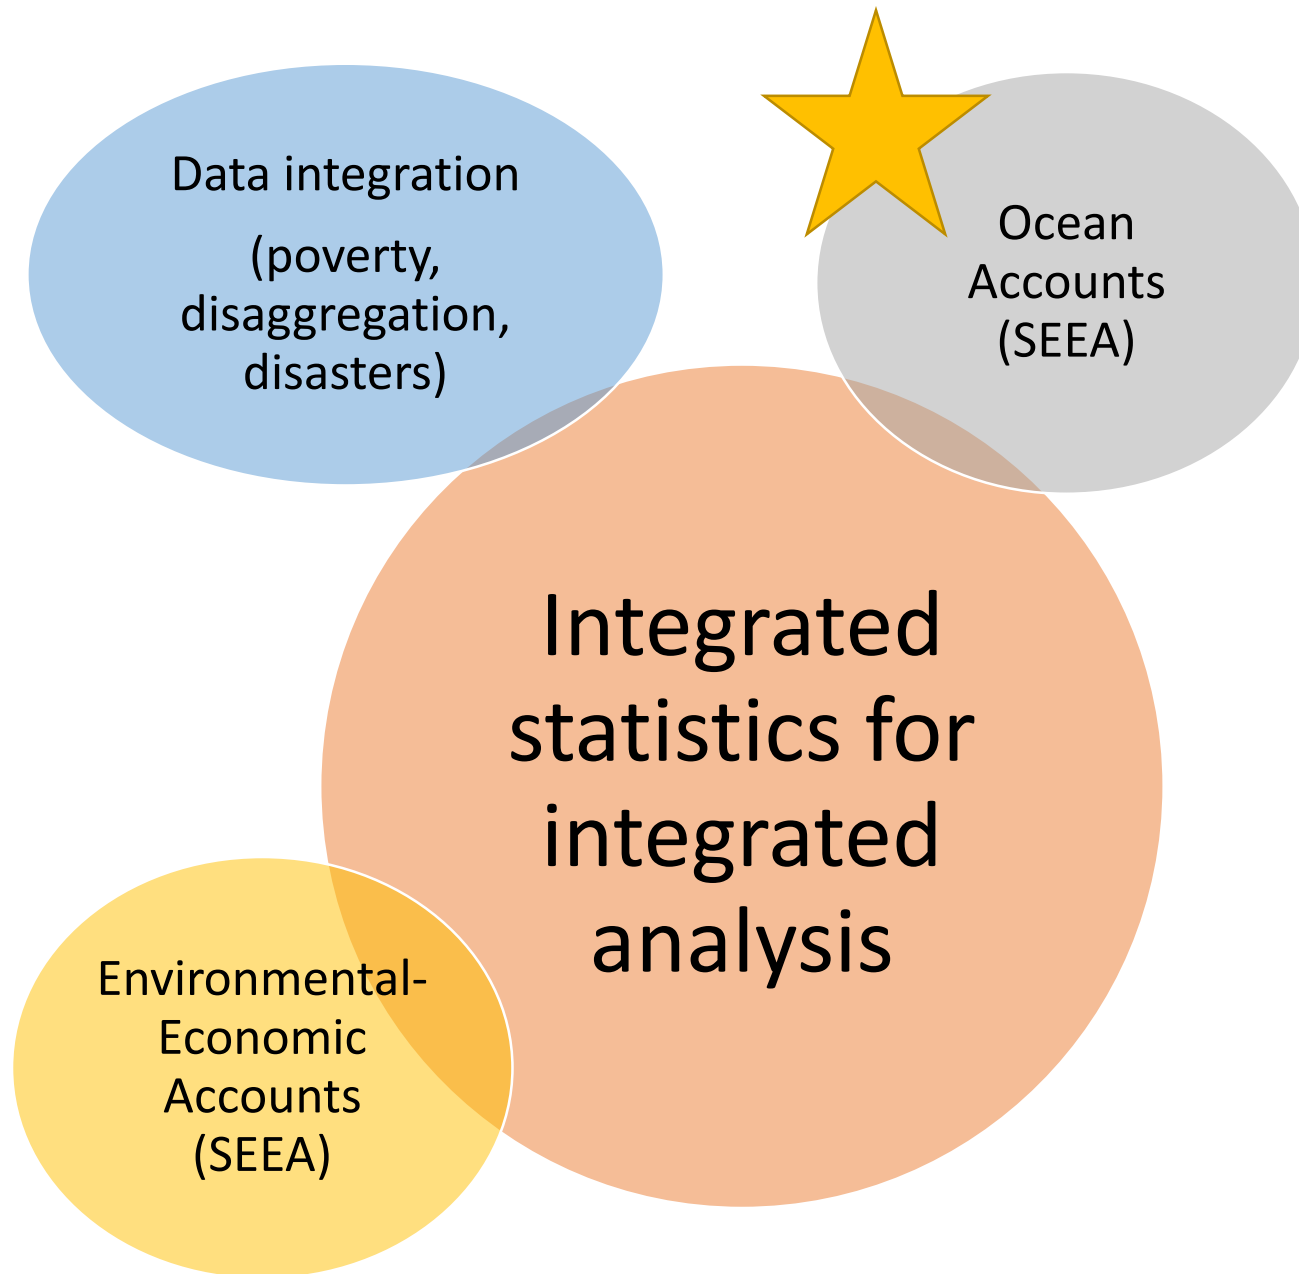 Data integration
(poverty,
disaggregation,
disasters)
Ocean
Accounts
(SEEA)
Integrated
statistics for
integrated
analysis
Environmental-
Economic
Accounts
(SEEA)